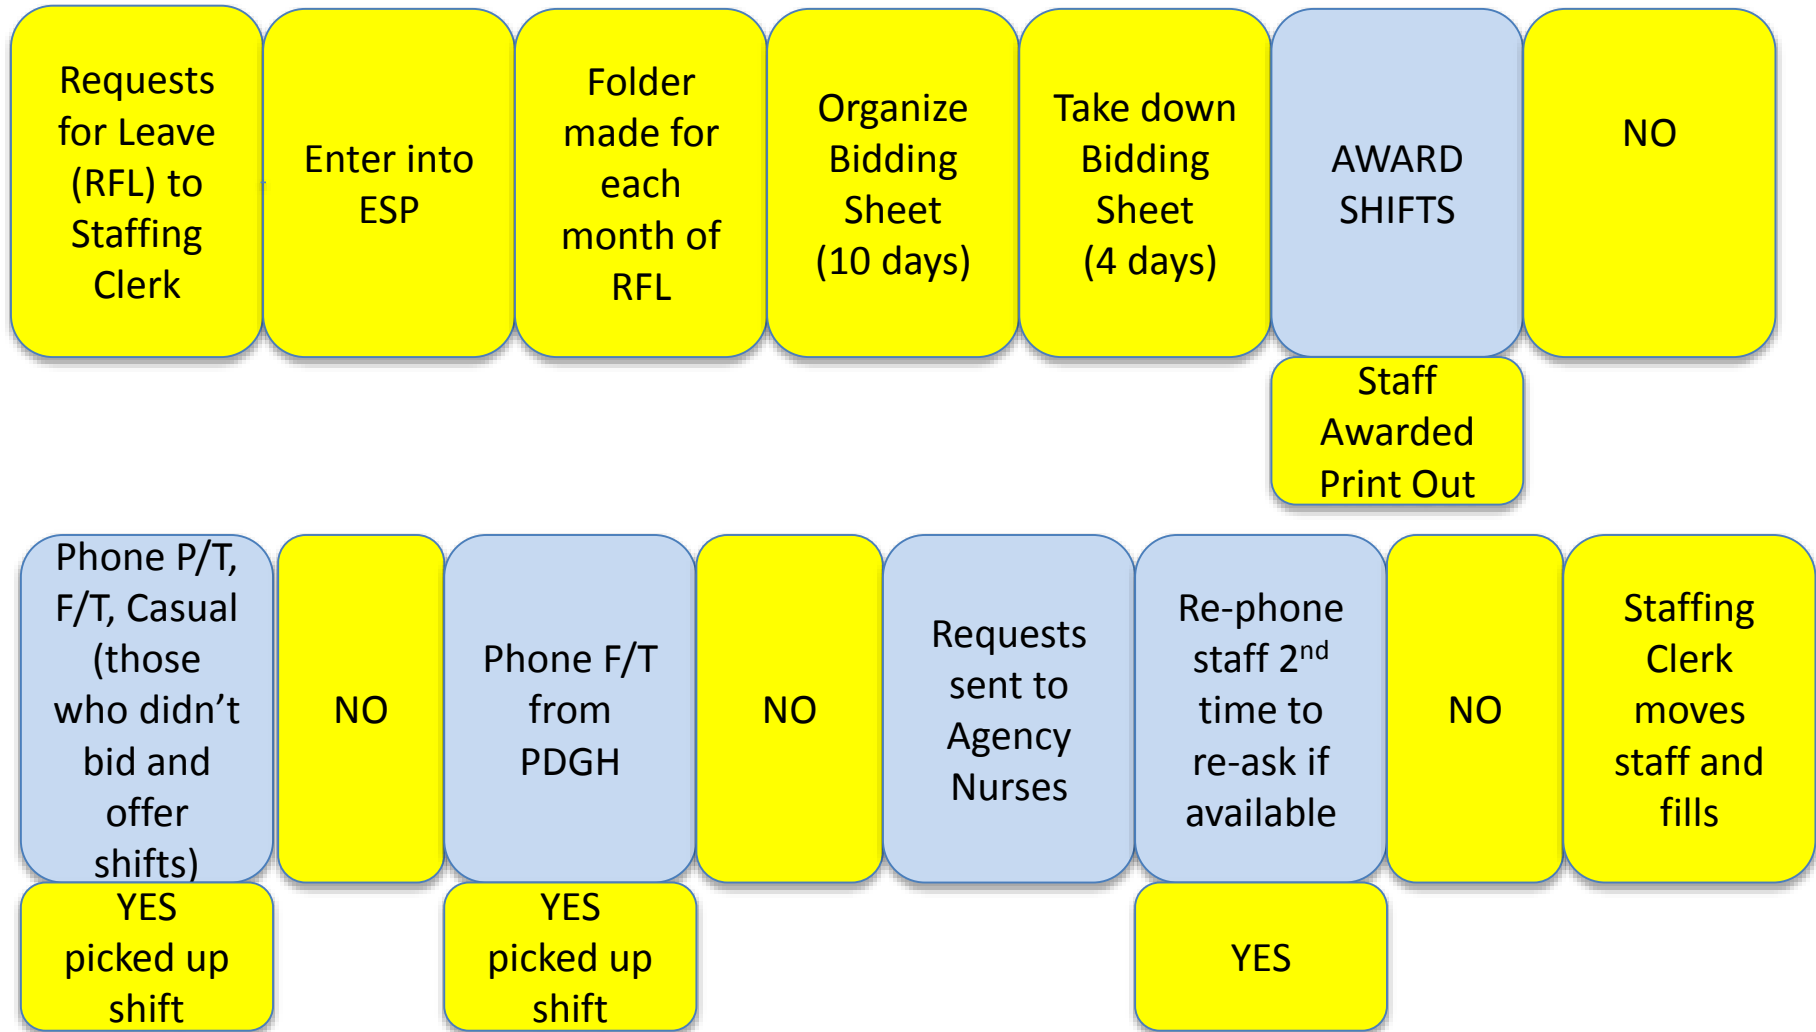 Requests
for Leave
(RFL) to
Staffing
Clerk
Enter into
ESP
Folder
made for
each
month of
RFL
Organize
Bidding
Sheet
(10 days)
Take down
Bidding
Sheet
(4 days)
AWARD
SHIFTS
NO
Staff
Awarded
Print Out
Phone P/T,
F/T, Casual
(those
who didn’t
bid and
offer
shifts)
NO
Phone F/T
from
PDGH
NO
Requests
sent to
Agency
Nurses
Re-phone
staff 2nd
time to
re-ask if
available
NO
Staffing
Clerk
moves
staff and
fills
YES
picked up
shift
YES
picked up
shift
YES